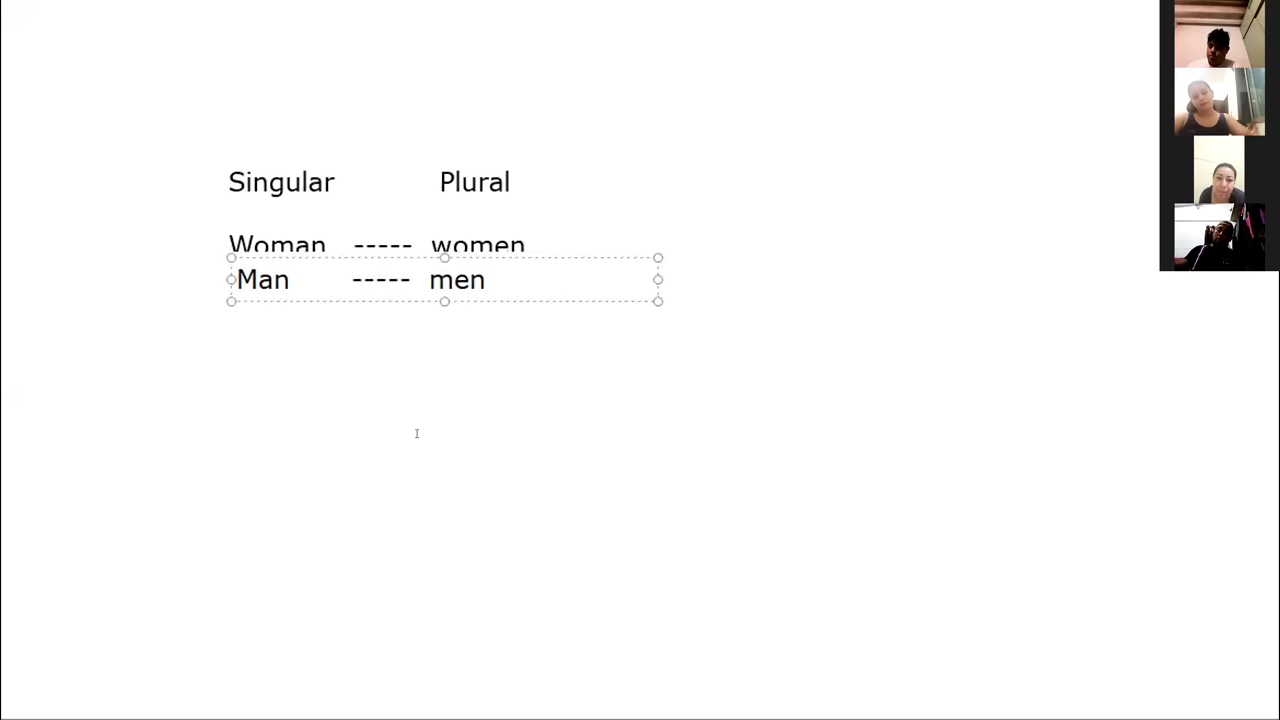 Singular Plural
Woman ----- women
Man ----- men